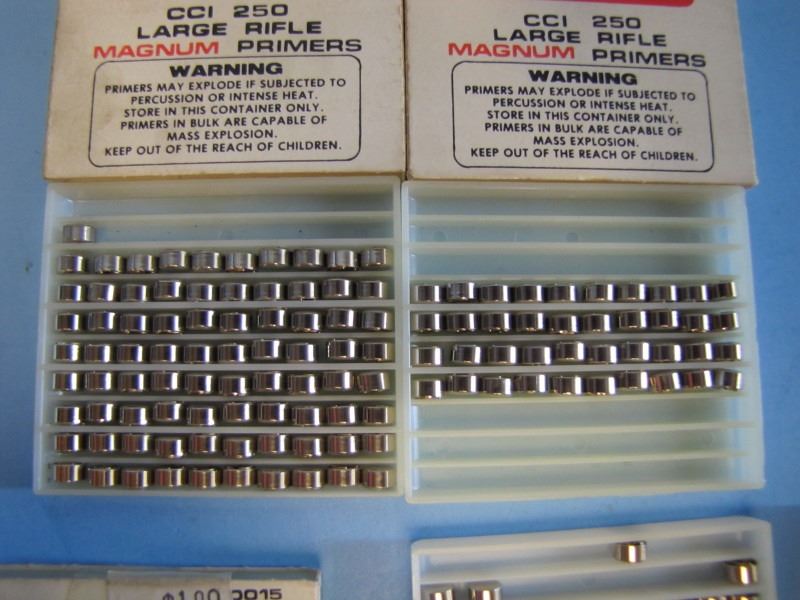 CCI 250
LARGE RIFLE
MAGNUM PRIMERS
WARNING
PRIMERS MAY EXPLODE IF SUBJECTED TO
PERCUSSION OR INTENSE HEAT.
STORE IN THIS CONTAINER ONLY.
PRIMERS IN BULK ARE CAPABLE OF
MASS EXPLOSION.
KEEP OUT OF THE REACH OF CHILDREN.
CCI 250
LARGE RIFLE
MAGNUM PRIMERS
WARNING
PRIMERS MAY EXPLODE IF SUBJECTED TO
PERCUSSION OR INTENSE HEAT.
STORE IN THIS CONTAINER ONLY.
PRIMERS IN BULK ARE CAPABLE OF
MASS EXPLOSION.
KEEP OUT OF THE REACH OF CHILDREN.